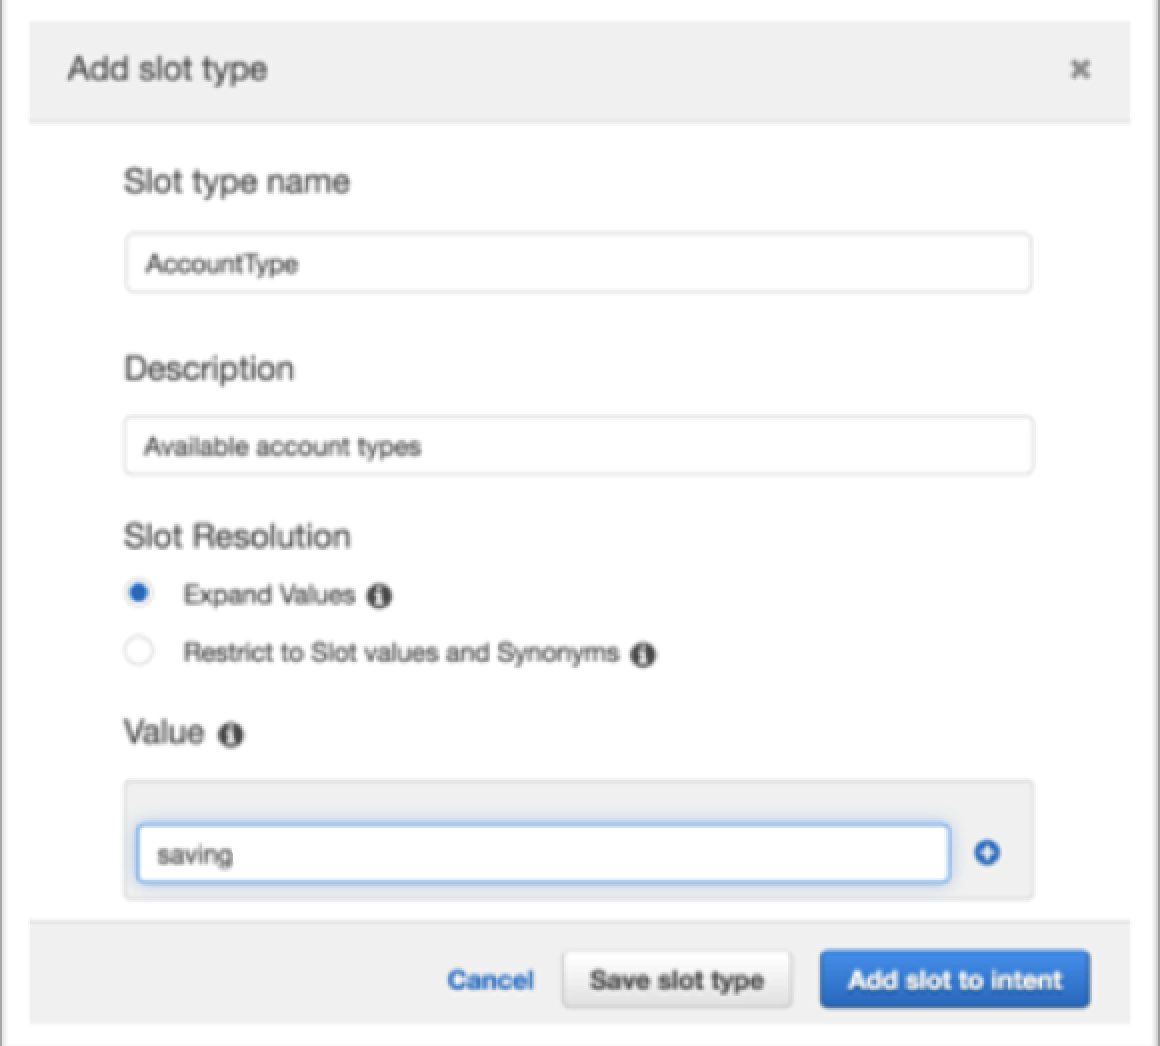 Add slot type
Slot type name
AccountType
Description
Available account types
Slot Resolution
Expand Values
Restrict to Slot values and Synonyms
Value
saving
Cancel Save slot type Add slot to intent